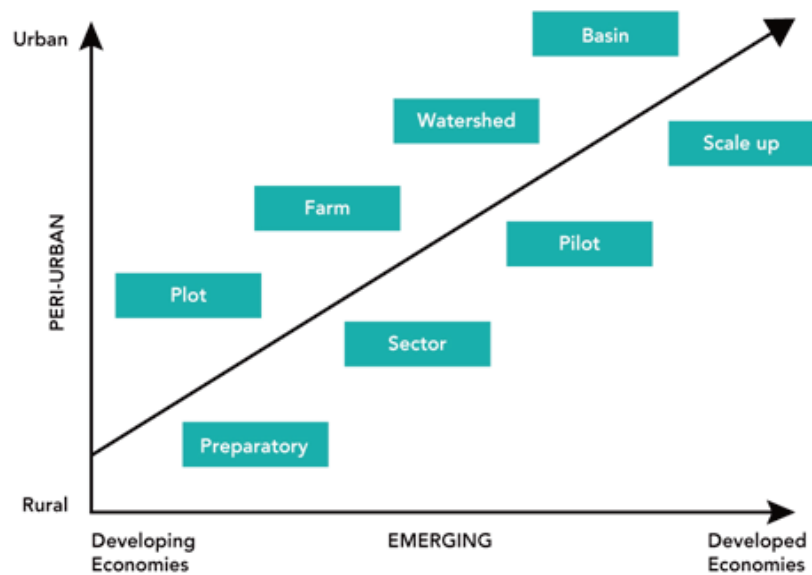 Urban
Basin
Watershed
Scale up
Farm
Pilot
PERI-URBAN
Plot
Sector
Preparatory
Rural
Developing
Economies
EMERGING
Developed
Economies